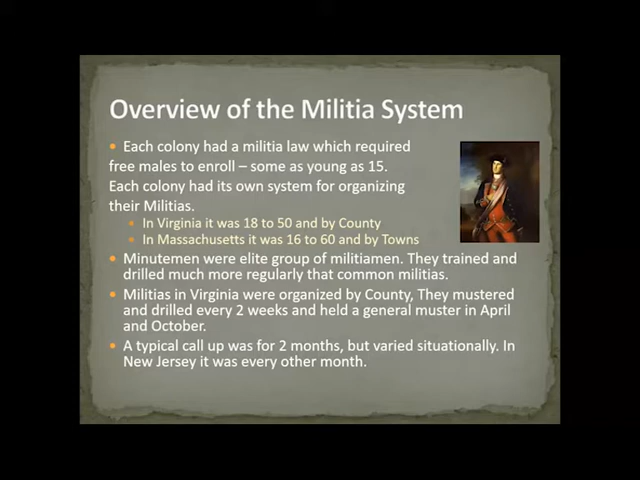 Overview of the Militia System
• Each colony had a militia law which required
free males to enroll – some as young as 15.
Each colony had its own system for organizing
their Militias.
• In Virginia it was 18 to 50 and by County
• In Massachusetts it was 16 to 60 and by Towns
• Minutemen were elite group of militiamen. They trained and
drilled much more regularly that common militias.
• Militias in Virginia were organized by County, They mustered
and drilled every 2 weeks and held a general muster in April
and October.
• A typical call up was for 2 months, but varied situationally. In
New Jersey it was every other month.